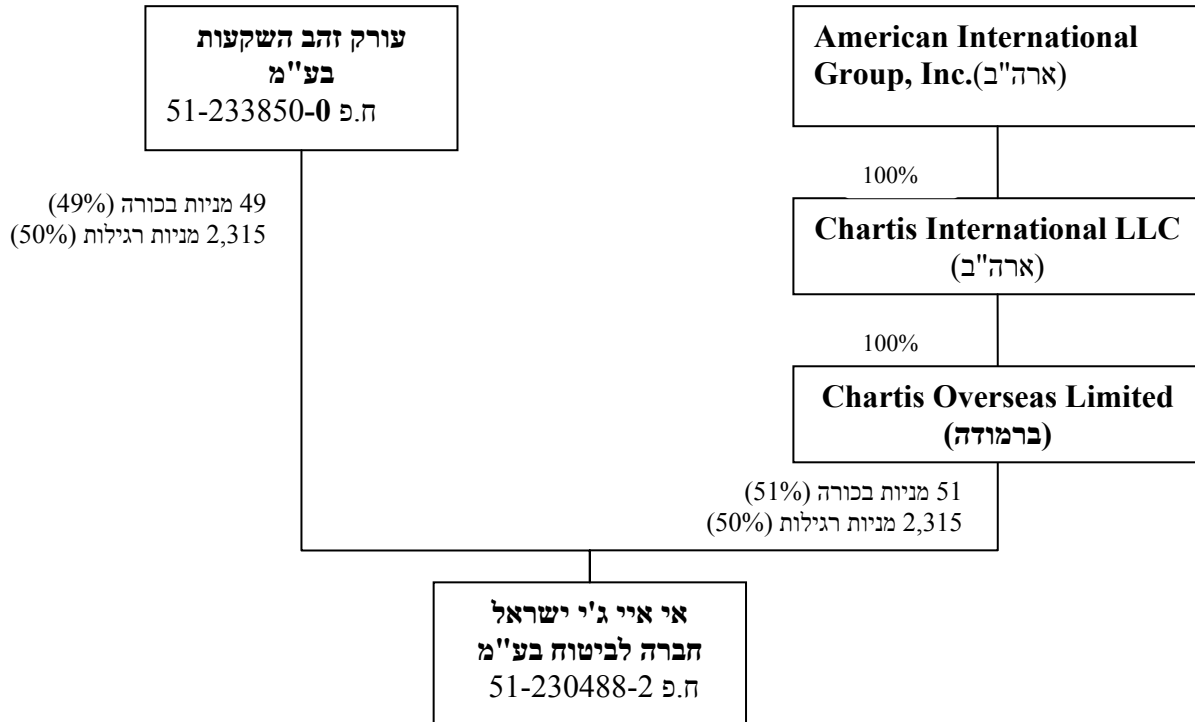 עורק זהב השקעות
בע"מ
ח.פ 51-233850-0
American International
Group, Inc.(ארה"ב)
100%
49 מניות בכורה (49%)
2,315 מניות רגילות (50%)
Chartis International LLC
(ארה"ב)
100%
Chartis Overseas Limited
(ברמודה)
51 מניות בכורה (51%)
2,315 מניות רגילות (50%)
אי איי ג'י ישראל
חברה לביטוח בע"מ
ח.פ 51-230488-2